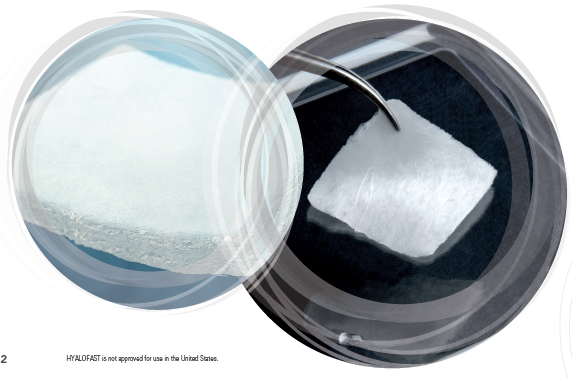 2
HYALOFAST is not approved for use in the United States.